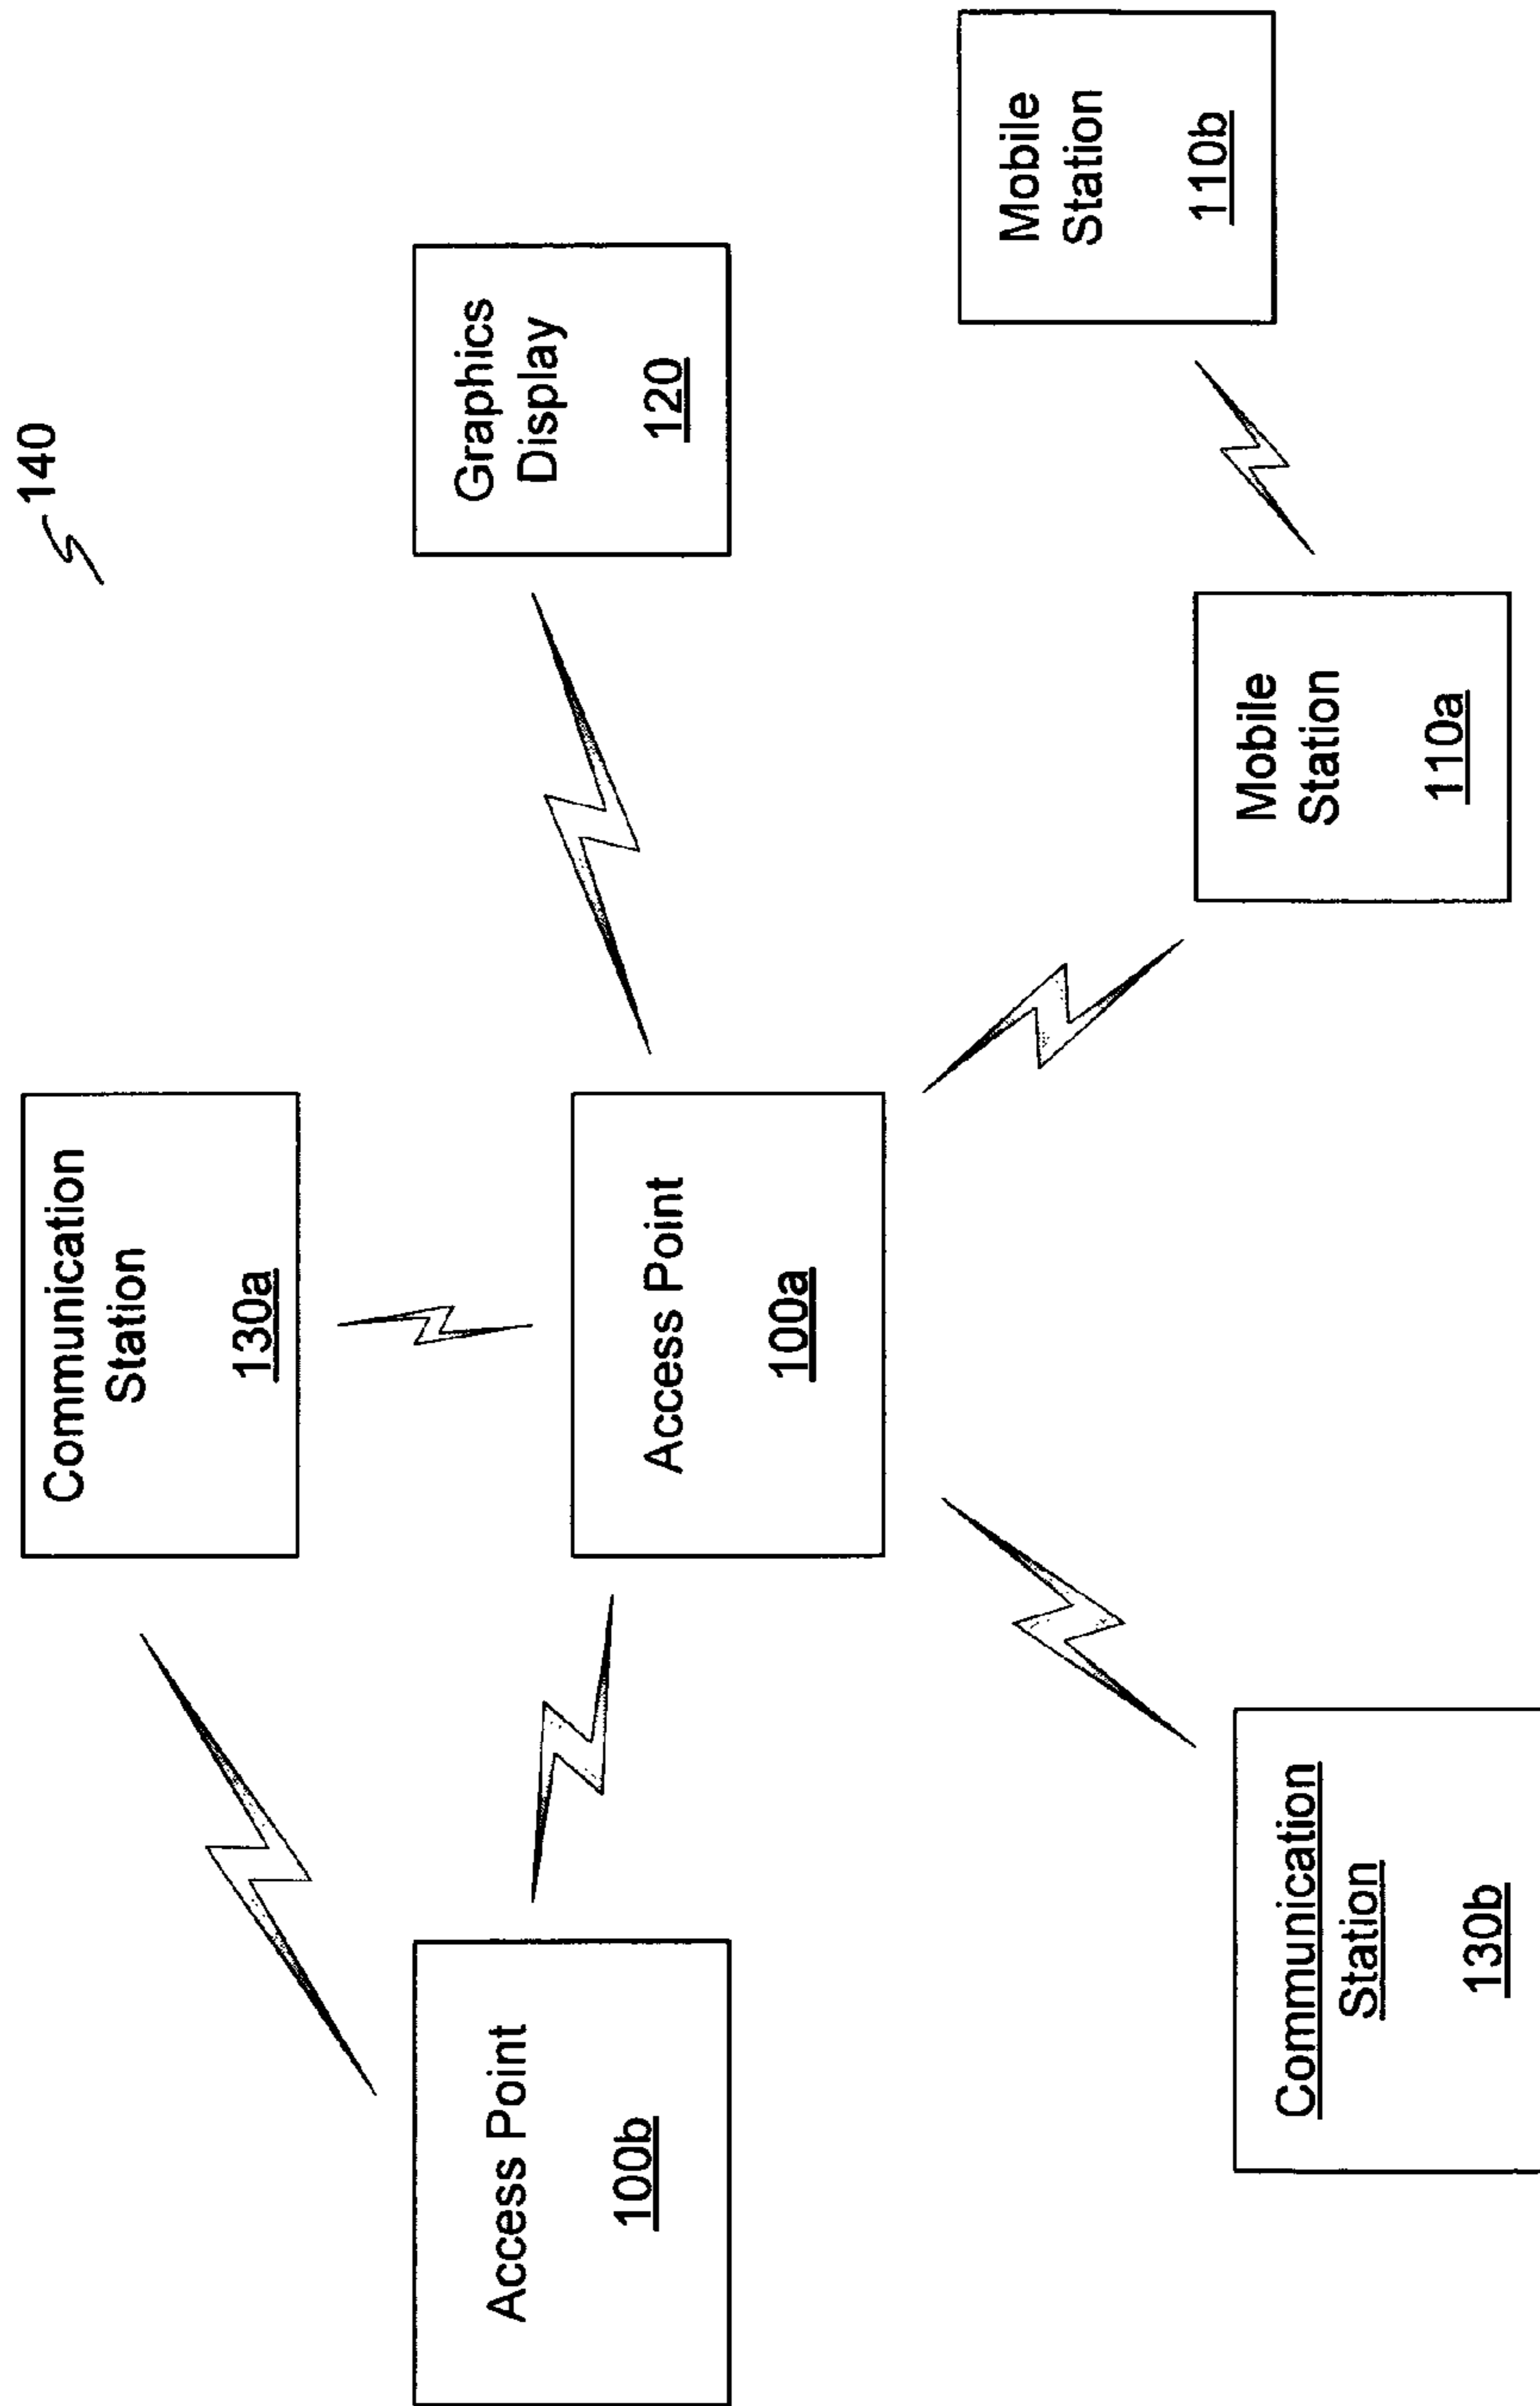 140
Communication
Station
130a
Graphics
Display
120
Access Point
100b
Access Point
100a
Mobile
Station
110b
Communication
Station
130b
Mobile
Station
110a